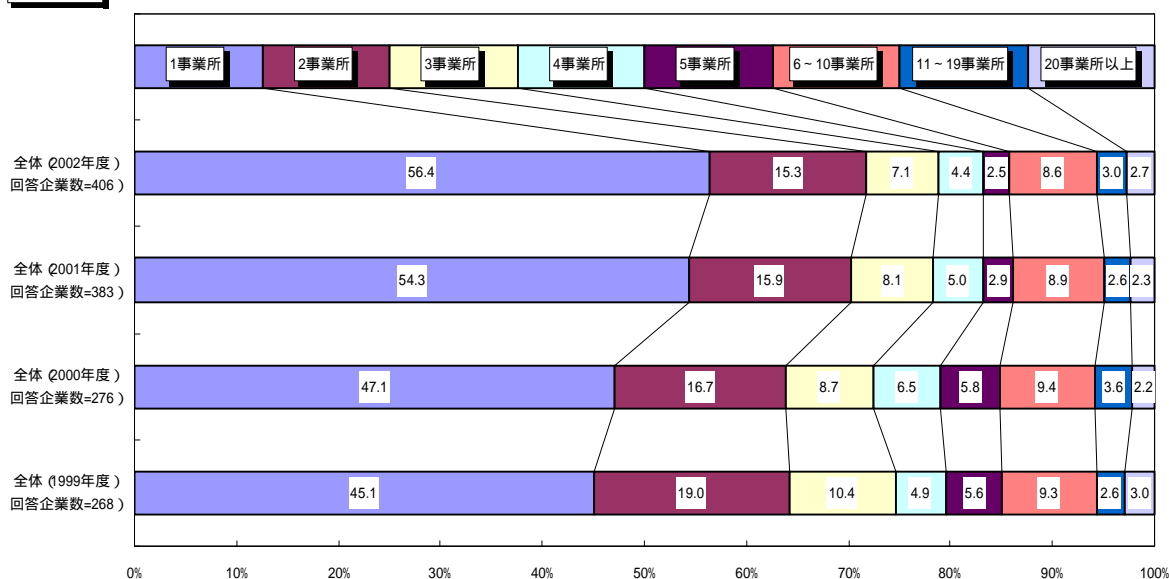 1事業所 2事業所 3事業所 4事業所 5事業所 6~10事業所 11~19事業所 20事業所以上
全体(2002年度)
回答企業数=406)
56.4 15.3 7.1 4.4 2.5 8.6 3.0 2.7
全体(2001年度)
回答企業数=383)
54.3 15.9 8.1 5.0 2.9 8.9 2.6 2.3
全体(2000年度)
回答企業数=276)
47.1 16.7 8.7 6.5 5.8 9.4 3.6 2.2
全体(1999年度)
回答企業数=268)
45.1 19.0 10.4 4.9 5.6 9.3 2.6 3.0
0% 10% 20% 30% 40% 50% 60% 70% 80% 90% 100%